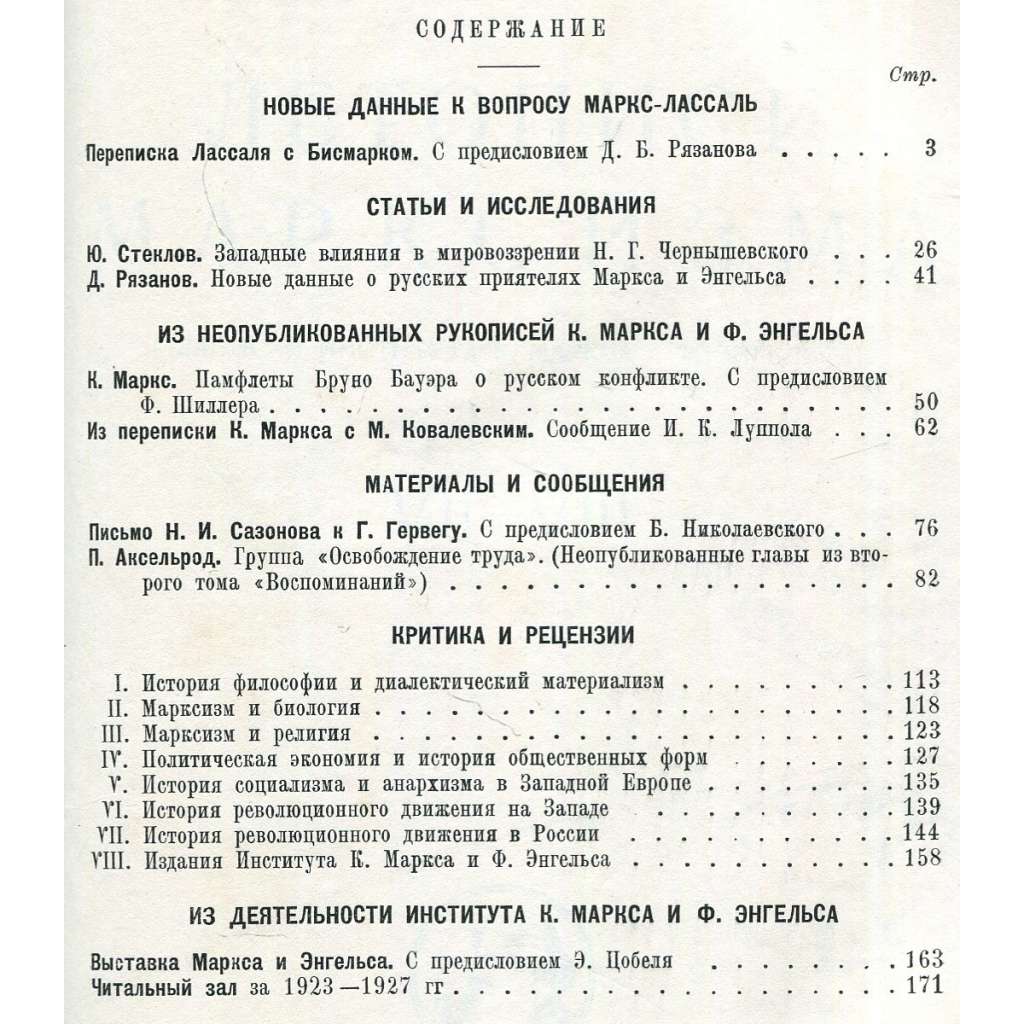 СОДЕРЖАНИЕ
Стр.
НОВЫЕ ДАННЫЕ К ВОПРОСУ МАРКС-ЛАССАЛЬ
Переписка Лассаля с Бисмарком. С предисловием Д. Б. Рязанова . . . . . 3
СТАТЬИ И ИССЛЕДОВАНИЯ
Ю. Стеклов. Западные влияния в мировоззрении Н. Г. Чернышевского . . . 26
Д. Рязанов. Новые данные о русских приятелях Маркса и Энгельса . . . . 41
ИЗ НЕОПУБЛИКОВАННЫХ РУКОПИСЕЙ К. МАРКСА И Ф. ЭНГЕЛЬСА
К. Маркс. Памфлеты Бруно Бауэра о русском конфликте. С предисловием
Ф. Шиллера . . . . . . . . . . . . . . . . . . . . 50
Из переписки К. Маркса с М. Ковалевским. Сообщение И. К. Луппола . . . 62
МАТЕРИАЛЫ И СООБЩЕНИЯ
Письмо Н. И. Сазонова к Г. Гервегу. С предисловием Б. Николаевского . . . 76
П. Аксельрод. Группа «Освобождение труда». (Неопубликованные главы из вто-
рого тома «Воспоминаний») . . . . . . . . . . . . . . 82
КРИТИКА И РЕЦЕНЗИИ
I. История философии и диалектический материализм . . . . . . . . 113
II. Марксизм и биология . . . . . . . . . . . . . . . . . 118
III. Марксизм и религия . . . . . . . . . . . . . . . . . 123
IV. Политическая экономия и история общественных форм . . . . . . 127
V. История социализма и анархизма в Западной Европе . . . . . . . 135
VI. История революционного движения на Западе . . . . . . . . 139
VII. История революционного движения в России . . . . . . . . 144
VIII. Издания Института К. Маркса и Ф. Энгельса . . . . . . . . 158
ИЗ ДЕЯТЕЛЬНОСТИ ИНСТИТУТА К. МАРКСА И Ф. ЭНГЕЛЬСА
Выставка Маркса и Энгельса. С предисловием Э. Цобеля . . . . . . . 163
Читальный зал за 1923—1927 гг . . . . . . . . . . . . . . 171